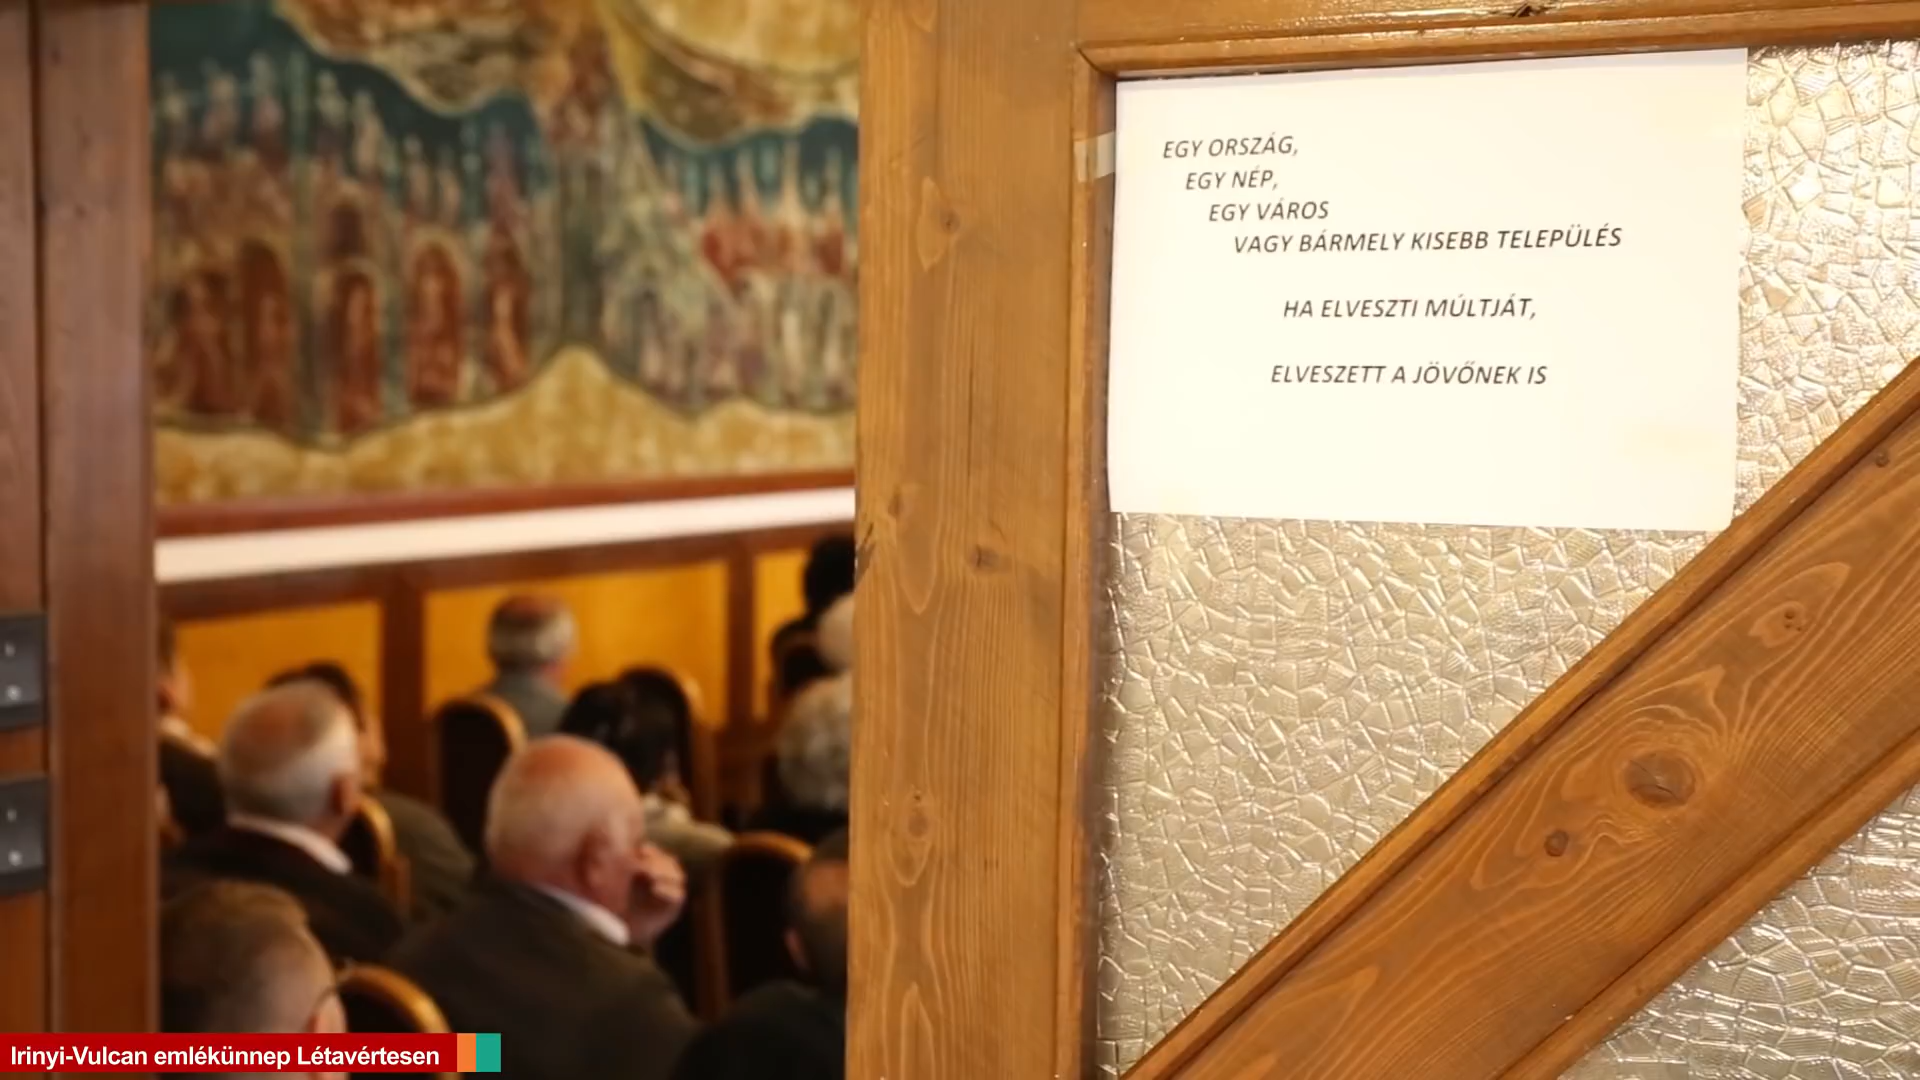 EGY ORSZÁG,
EGY NÉP,
EGY VÁROS
VAGY BÁRMELY KISEBB TELEPÜLÉS
HA ELVESZTI MÚLTJÁT,
ELVESZETT A JÖVŐNEK IS
Irinyi-Vulcan emlékünnep Létavértesen